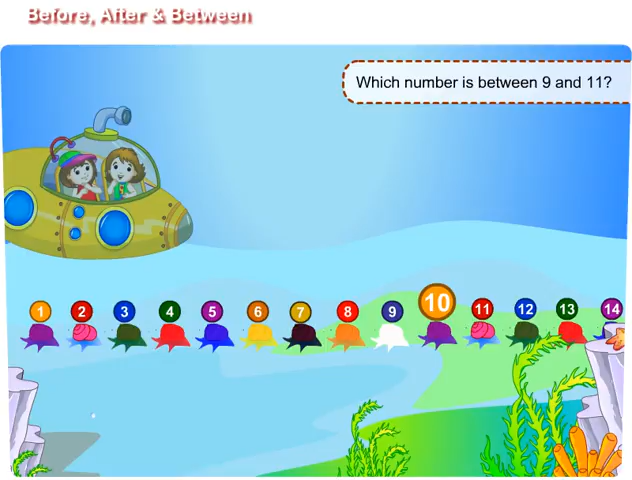 Before, After & Between
Which number is between 9 and 11?
1 2 3 4 5 6 7 8 9 10 11 12 13 14